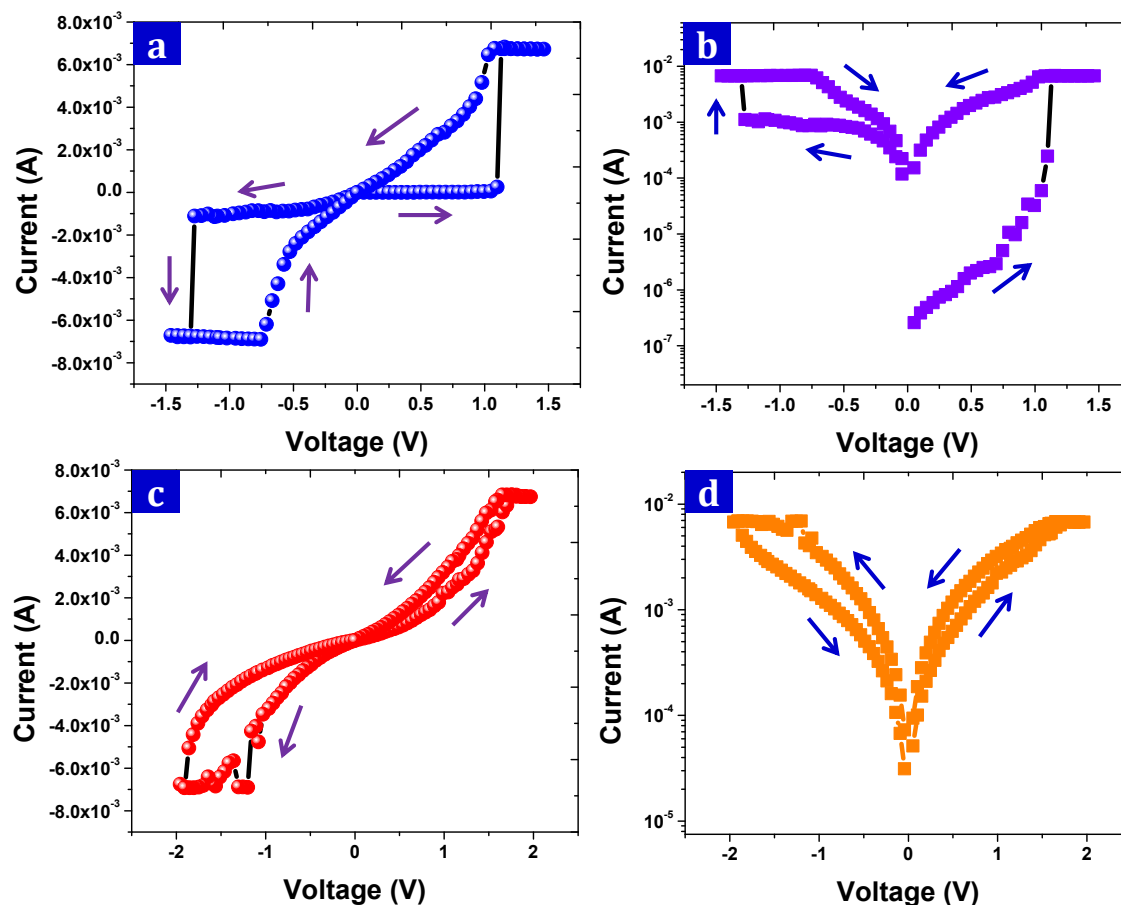 a
8.0x10⁻³
6.0x10⁻³
4.0x10⁻³
2.0x10⁻³
0.0
-2.0x10⁻³
-4.0x10⁻³
-6.0x10⁻³
-8.0x10⁻³
Current (A)
-1.5 -1.0 -0.5 0.0 0.5 1.0 1.5
Voltage (V)
b
10⁻²
10⁻³
10⁻⁴
10⁻⁵
10⁻⁶
10⁻⁷
Current (A)
-1.5 -1.0 -0.5 0.0 0.5 1.0 1.5
Voltage (V)
c
8.0x10⁻³
6.0x10⁻³
4.0x10⁻³
2.0x10⁻³
0.0
-2.0x10⁻³
-4.0x10⁻³
-6.0x10⁻³
-8.0x10⁻³
Current (A)
-2 -1 0 1 2
Voltage (V)
d
10⁻²
10⁻³
10⁻⁴
10⁻⁵
Current (A)
-2 -1 0 1 2
Voltage (V)